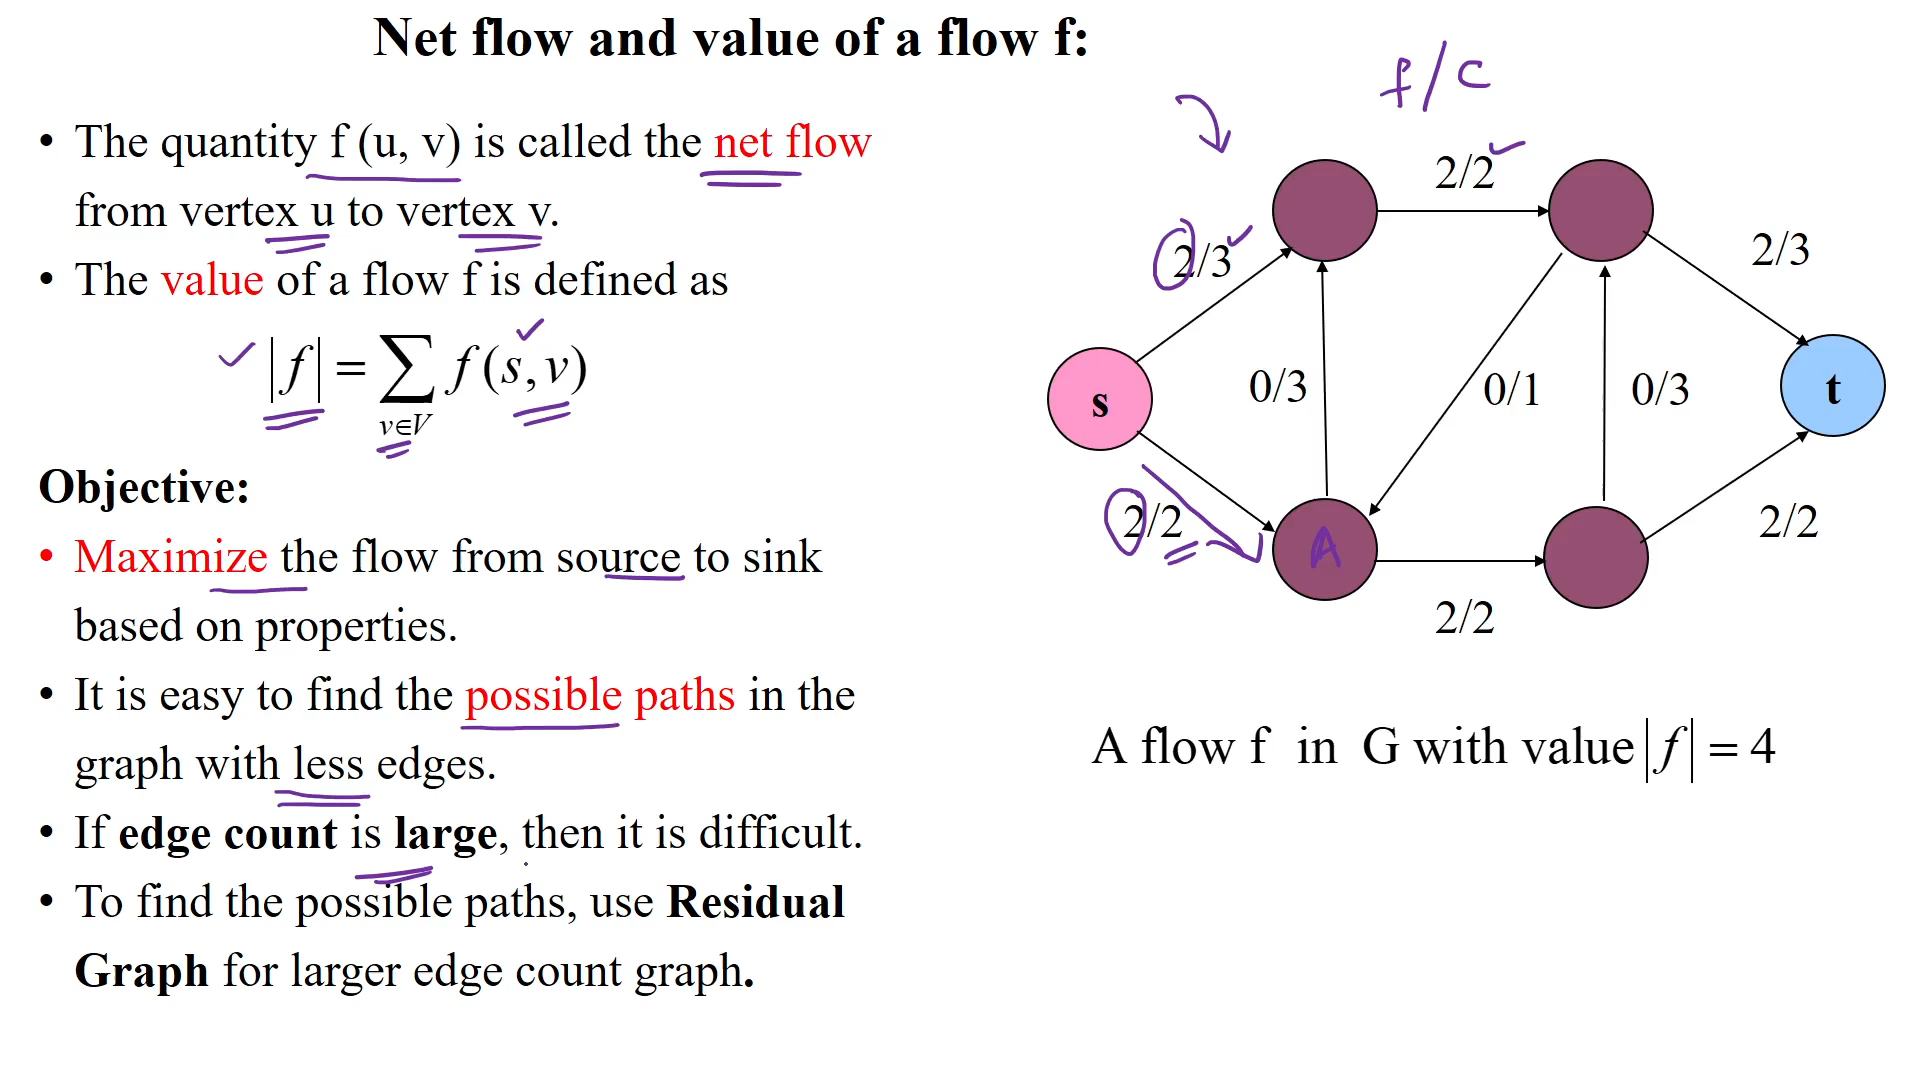 Net flow and value of a flow f:
• The quantity f (u, v) is called the net flow
from vertex u to vertex v.
• The value of a flow f is defined as
|f| = ∑ f(s, v)
v∈V
Objective:
• Maximize the flow from source to sink
based on properties.
• It is easy to find the possible paths in the
graph with less edges.
• If edge count is large, then it is difficult.
• To find the possible paths, use Residual
Graph for larger edge count graph.
f/c
2/2
2/3
2/3
s
0/3
0/1
0/3
t
2/2
A
2/2
2/2
A flow f in G with value |f| = 4